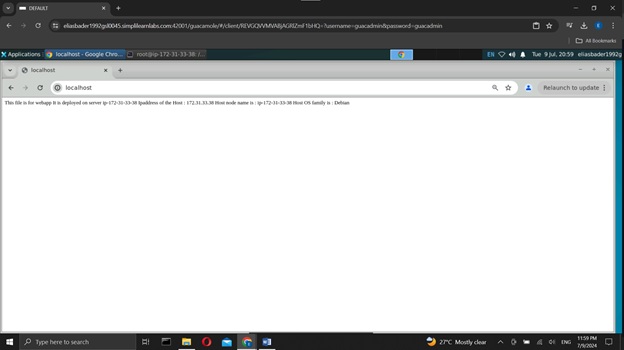 DEFAULT
eliasbader1992gd0045.simplilearnlabs.com:42001/guacamole/#/client/REVGQVVMVABjAGRlZmF1bHQ=?username=guacadmin&password=guacadmin
All Bookmarks
Applications localhost - Google Chro... root@ip-172-31-33-38: /... EN Tue 9 Jul, 20:59 eliasbader1992g
localhost
localhost Relaunch to update
This file is for webapp it is deployed on server ip-172-31-33-38 Ipaddress of the Host : 172.31.33.38 Host node name is : ip-172-31-33-38 Host OS family is : Debian
Type here to search 27°C Mostly clear ENG 11:59 PM
7/9/2024